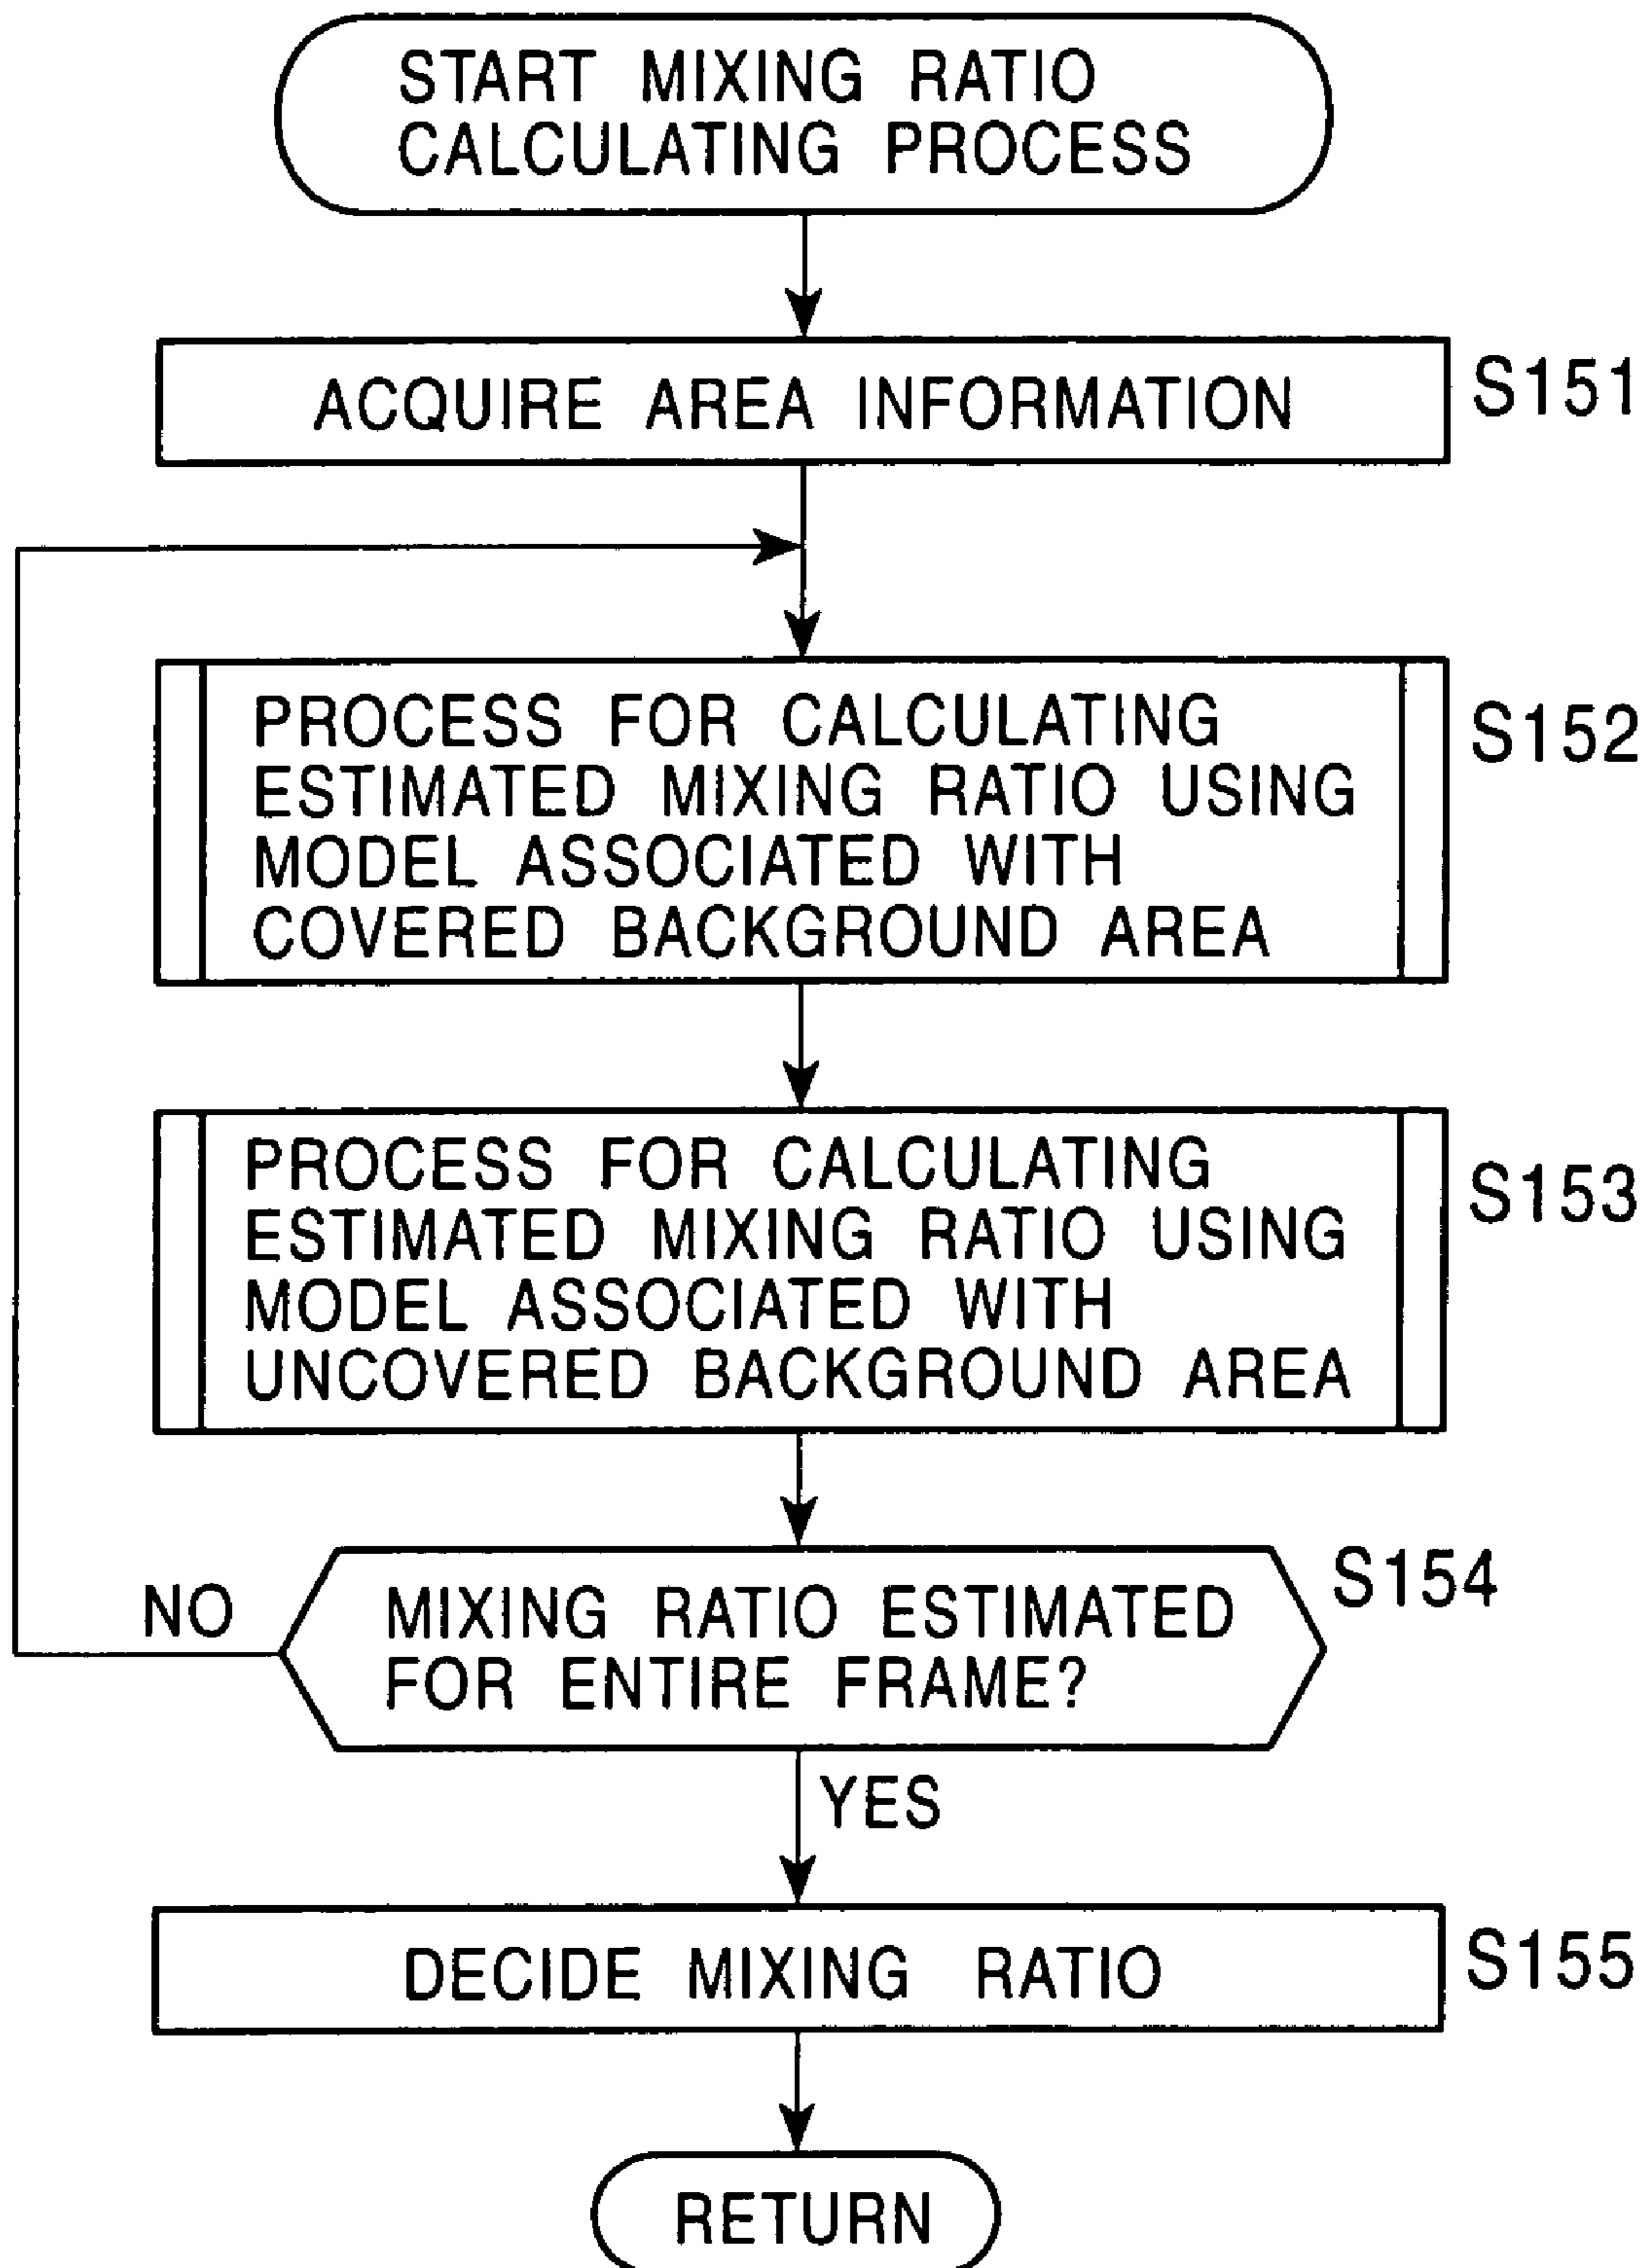 START MIXING RATIO
CALCULATING PROCESS
ACQUIRE AREA INFORMATION
S151
PROCESS FOR CALCULATING
ESTIMATED MIXING RATIO USING
MODEL ASSOCIATED WITH
COVERED BACKGROUND AREA
S152
PROCESS FOR CALCULATING
ESTIMATED MIXING RATIO USING
MODEL ASSOCIATED WITH
UNCOVERED BACKGROUND AREA
S153
MIXING RATIO ESTIMATED
FOR ENTIRE FRAME?
S154
NO
YES
DECIDE MIXING RATIO
S155
RETURN